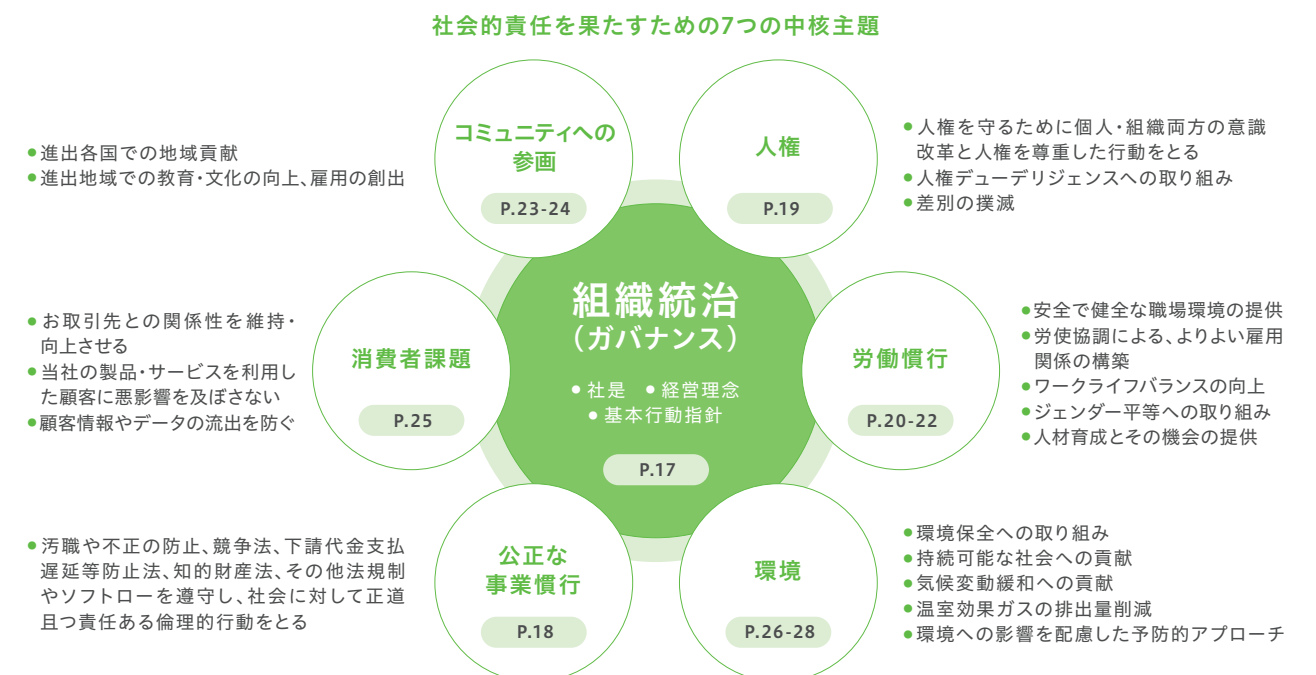 社会的責任を果たすための7つの中核主題
コミュニティへの
参画
P.23-24
●進出各国での地域貢献
●進出地域での教育・文化の向上、雇用の創出
人権
P.19
●人権を守るために個人・組織両方の意識
改革と人権を尊重した行動をとる
●人権デューデリジェンスへの取り組み
●差別の撲滅
組織統治
（ガバナンス）
●社是 ●経営理念
●基本行動指針
P.17
消費者課題
P.25
●お取引先との関係性を維持・
向上させる
●当社の製品・サービスを利用し
た顧客に悪影響を及ぼさない
●顧客情報やデータの流出を防ぐ
労働慣行
P.20-22
●安全で健全な職場環境の提供
●労使協調による、よりよい雇用
関係の構築
●ワークライフバランスの向上
●ジェンダー平等への取り組み
●人材育成とその機会の提供
公正な
事業慣行
P.18
●汚職や不正の防止、競争法、下請代金支払
遅延等防止法、知的財産法、その他法規制
やソフトローを遵守し、社会に対して正道
且つ責任ある倫理的行動をとる
環境
P.26-28
●環境保全への取り組み
●持続可能な社会への貢献
●気候変動緩和への貢献
●温室効果ガスの排出量削減
●環境への影響を配慮した予防的アプローチ